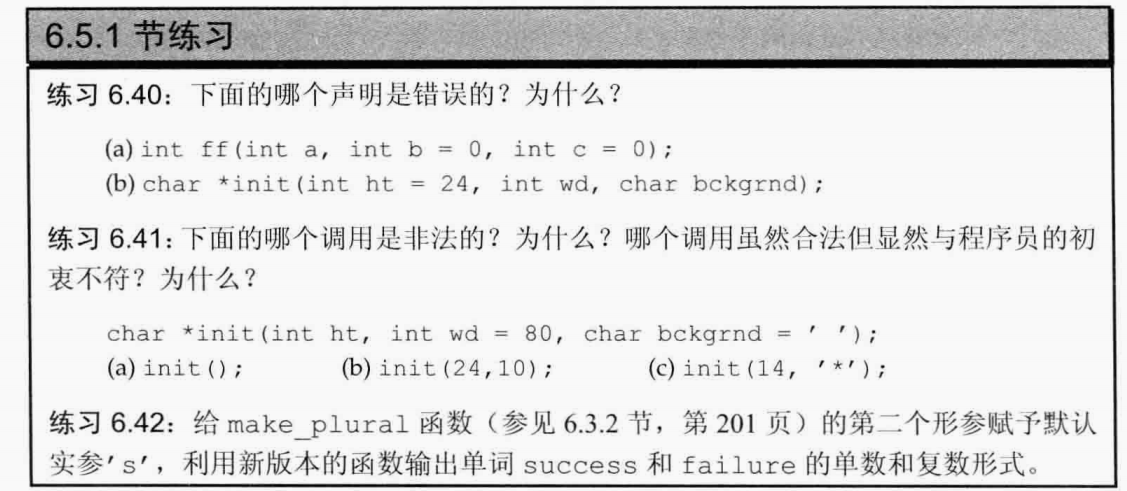 6.5.1 节练习
练习 6.40：下面的哪个声明是错误的？为什么？
(a) int ff(int a, int b = 0, int c = 0);
(b) char *init(int ht = 24, int wd, char bckgrnd);
练习 6.41：下面的哪个调用是非法的？为什么？哪个调用虽然合法但显然与程序员的初
衷不符？为什么？
char *init(int ht, int wd = 80, char bckgrnd = ' ');
(a) init(); (b) init(24,10); (c) init(14, '*');
练习 6.42：给 make_plural 函数（参见 6.3.2 节，第 201 页）的第二个形参赋予默认
实参's'，利用新版本的函数输出单词 success 和 failure 的单数和复数形式。